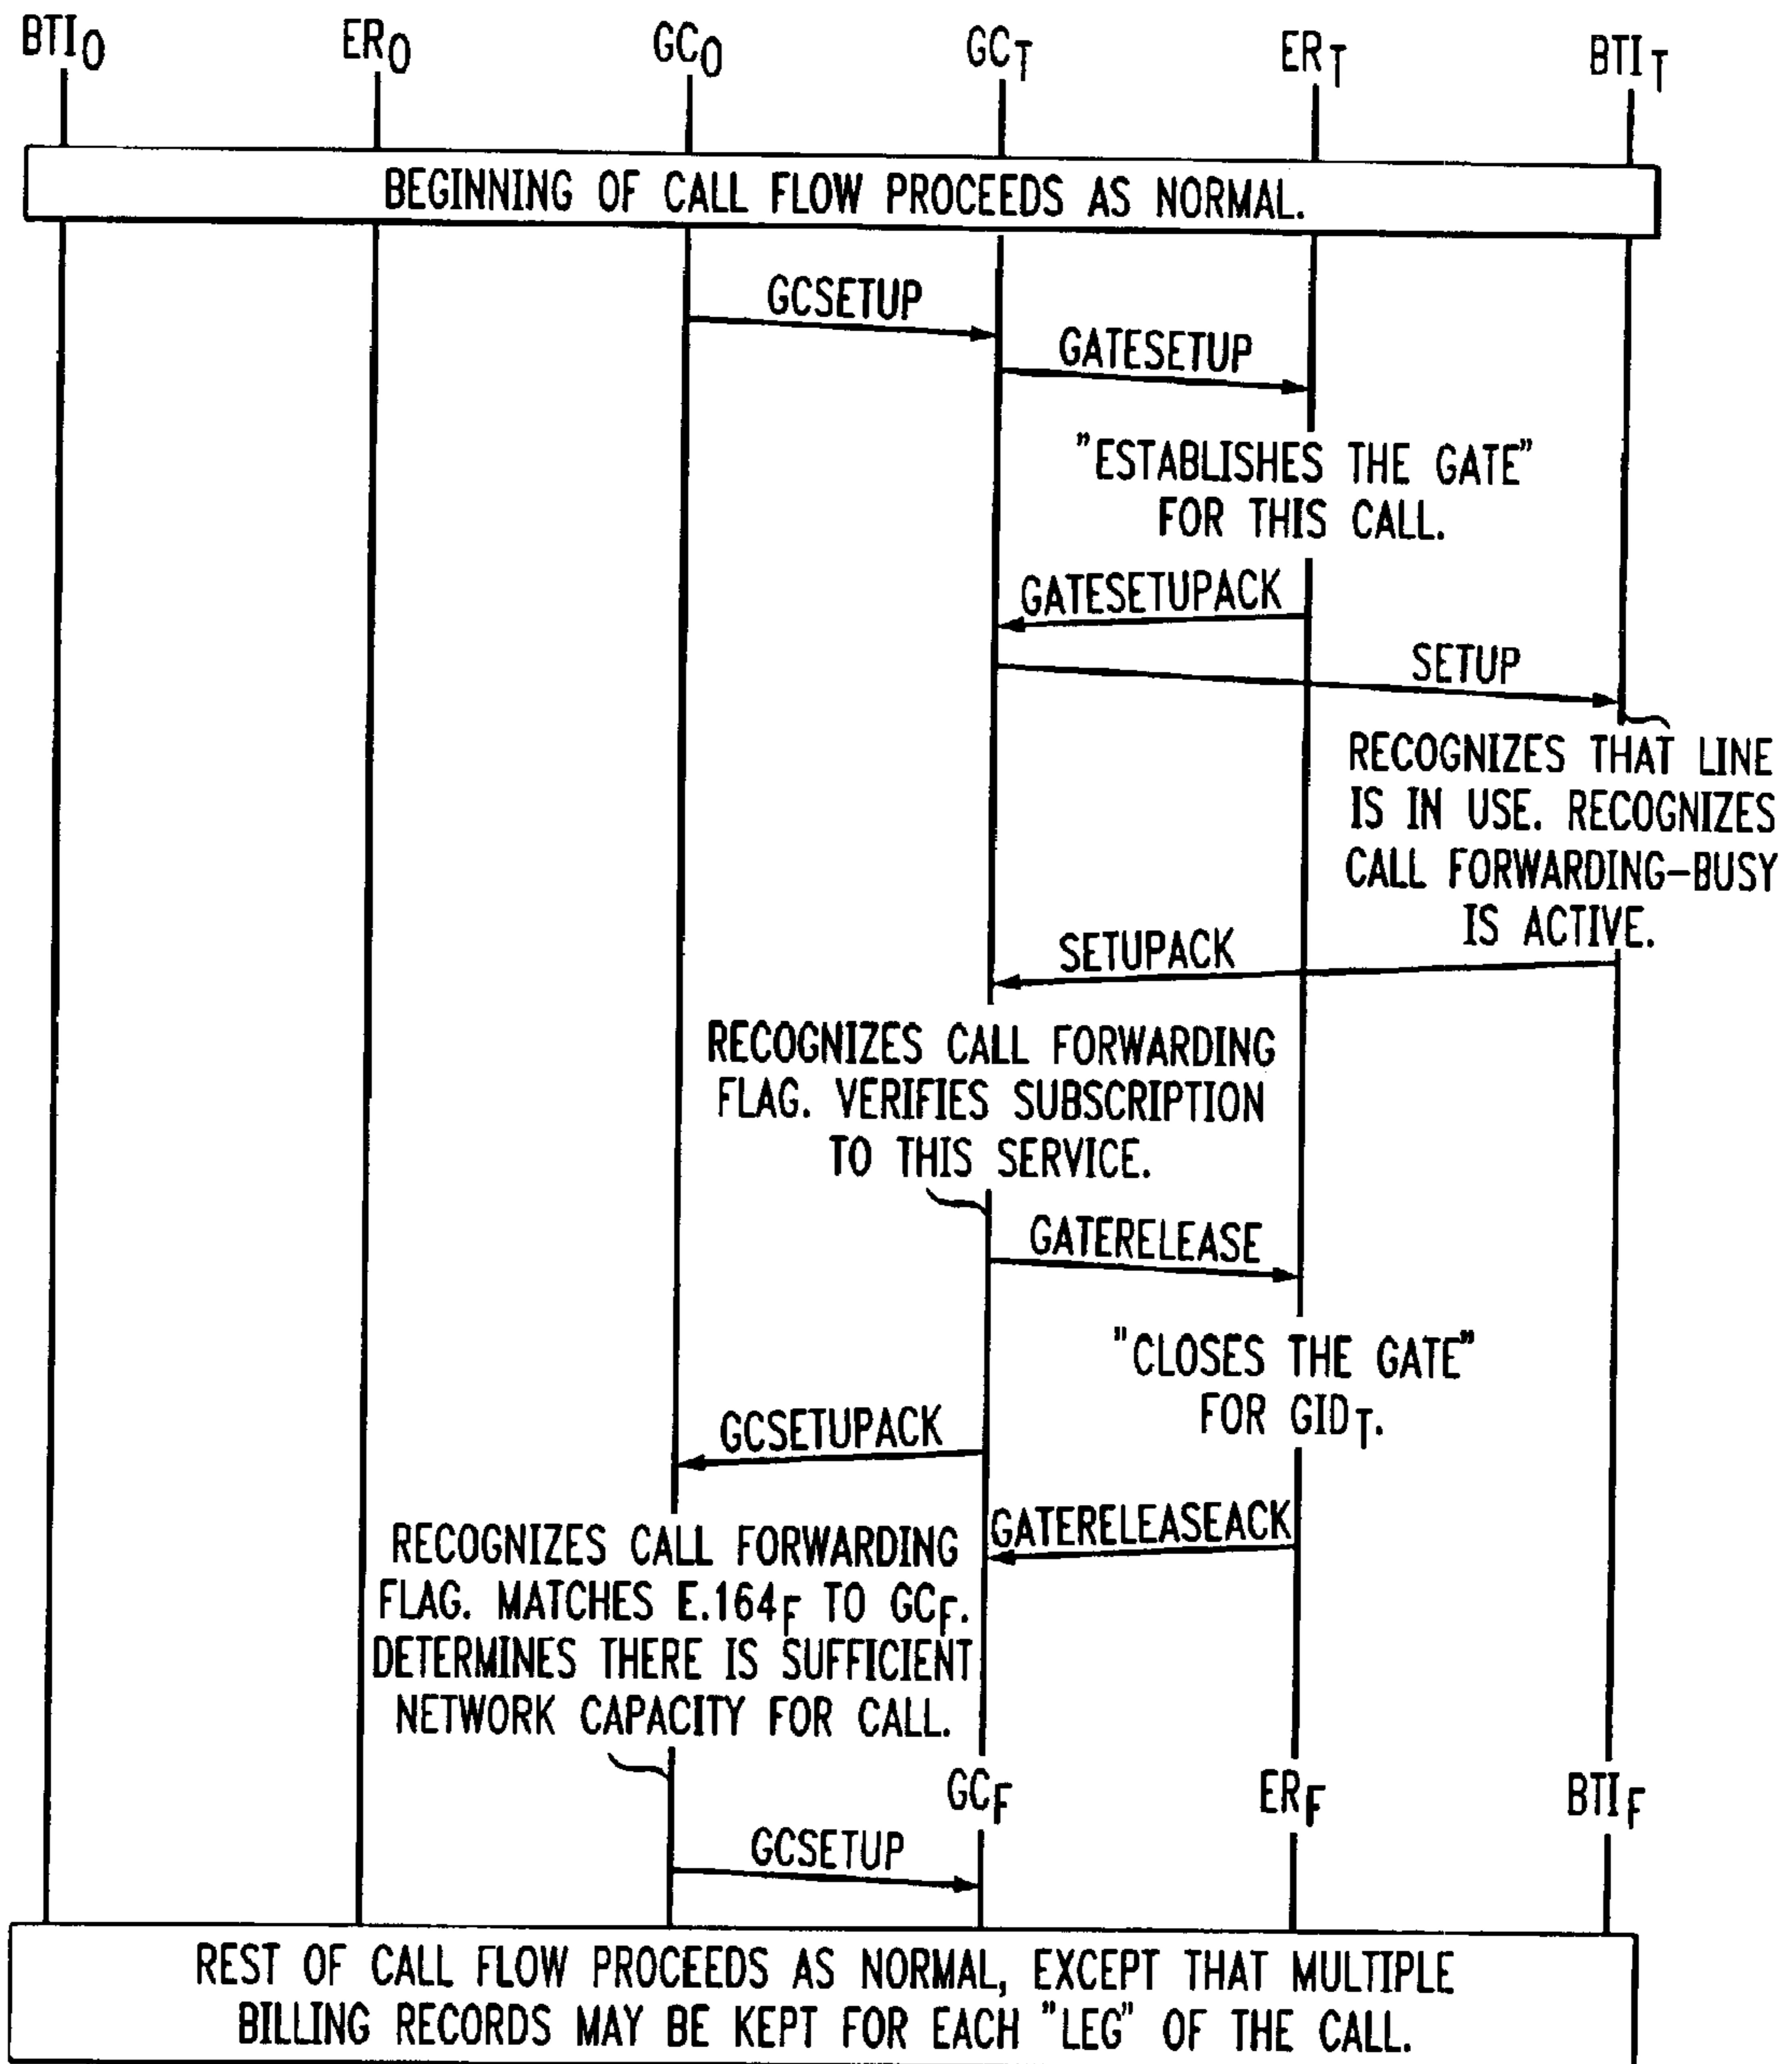 BTIO ERO GCO GCT ERT BTIT
BEGINNING OF CALL FLOW PROCEEDS AS NORMAL.
GCSETUP
GATESETUP
"ESTABLISHES THE GATE"
FOR THIS CALL.
GATESETUPACK
SETUP
RECOGNIZES THAT LINE
IS IN USE. RECOGNIZES
CALL FORWARDING-BUSY
IS ACTIVE.
SETUPACK
RECOGNIZES CALL FORWARDING
FLAG. VERIFIES SUBSCRIPTION
TO THIS SERVICE.
GATERELEASE
"CLOSES THE GATE"
FOR GIDT.
GCSETUPACK
GATERELEASEACK
RECOGNIZES CALL FORWARDING
FLAG. MATCHES E.164F TO GCF.
DETERMINES THERE IS SUFFICIENT
NETWORK CAPACITY FOR CALL.
GCF ERF BTIF
GCSETUP
REST OF CALL FLOW PROCEEDS AS NORMAL, EXCEPT THAT MULTIPLE
BILLING RECORDS MAY BE KEPT FOR EACH "LEG" OF THE CALL.